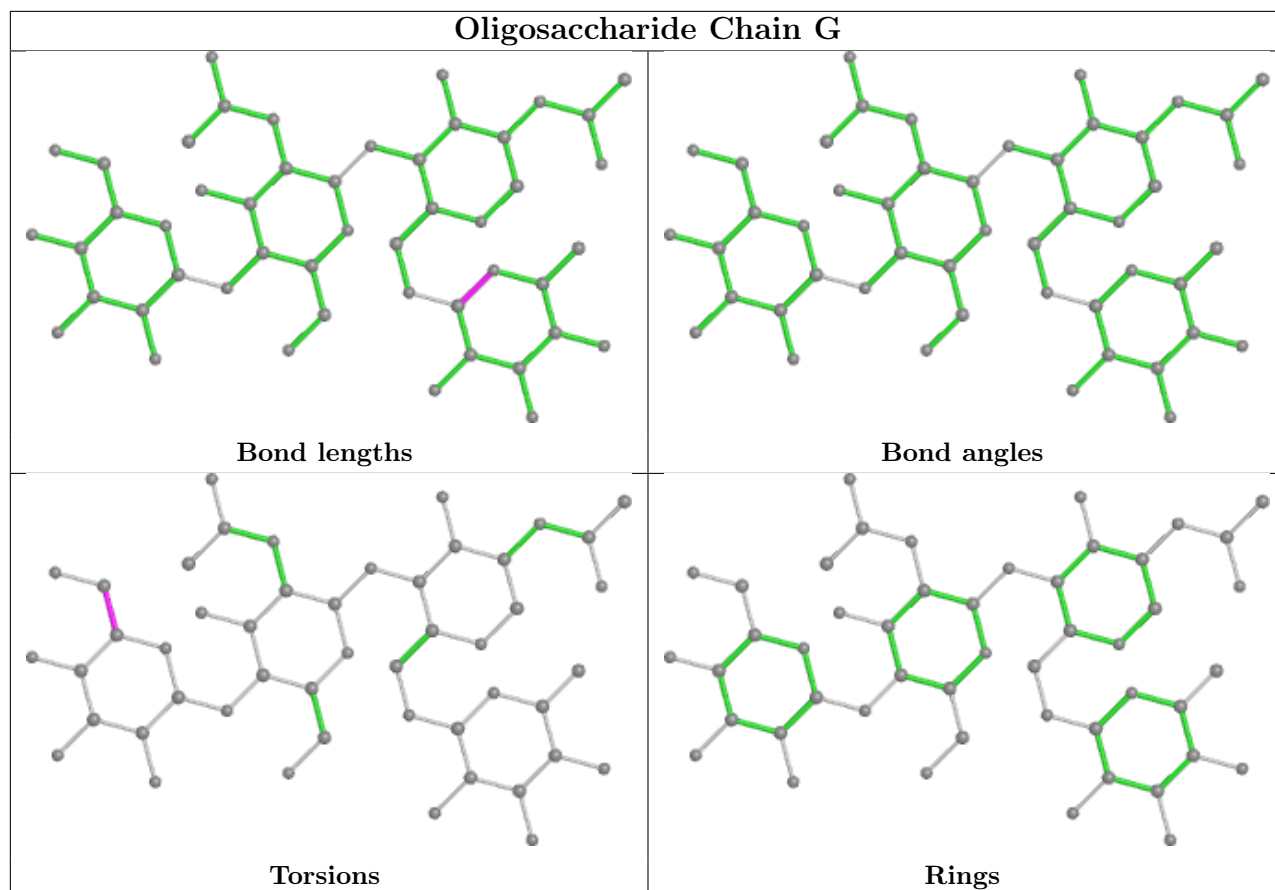 Oligosaccharide Chain G
Bond lengths
Bond angles
Torsions
Rings